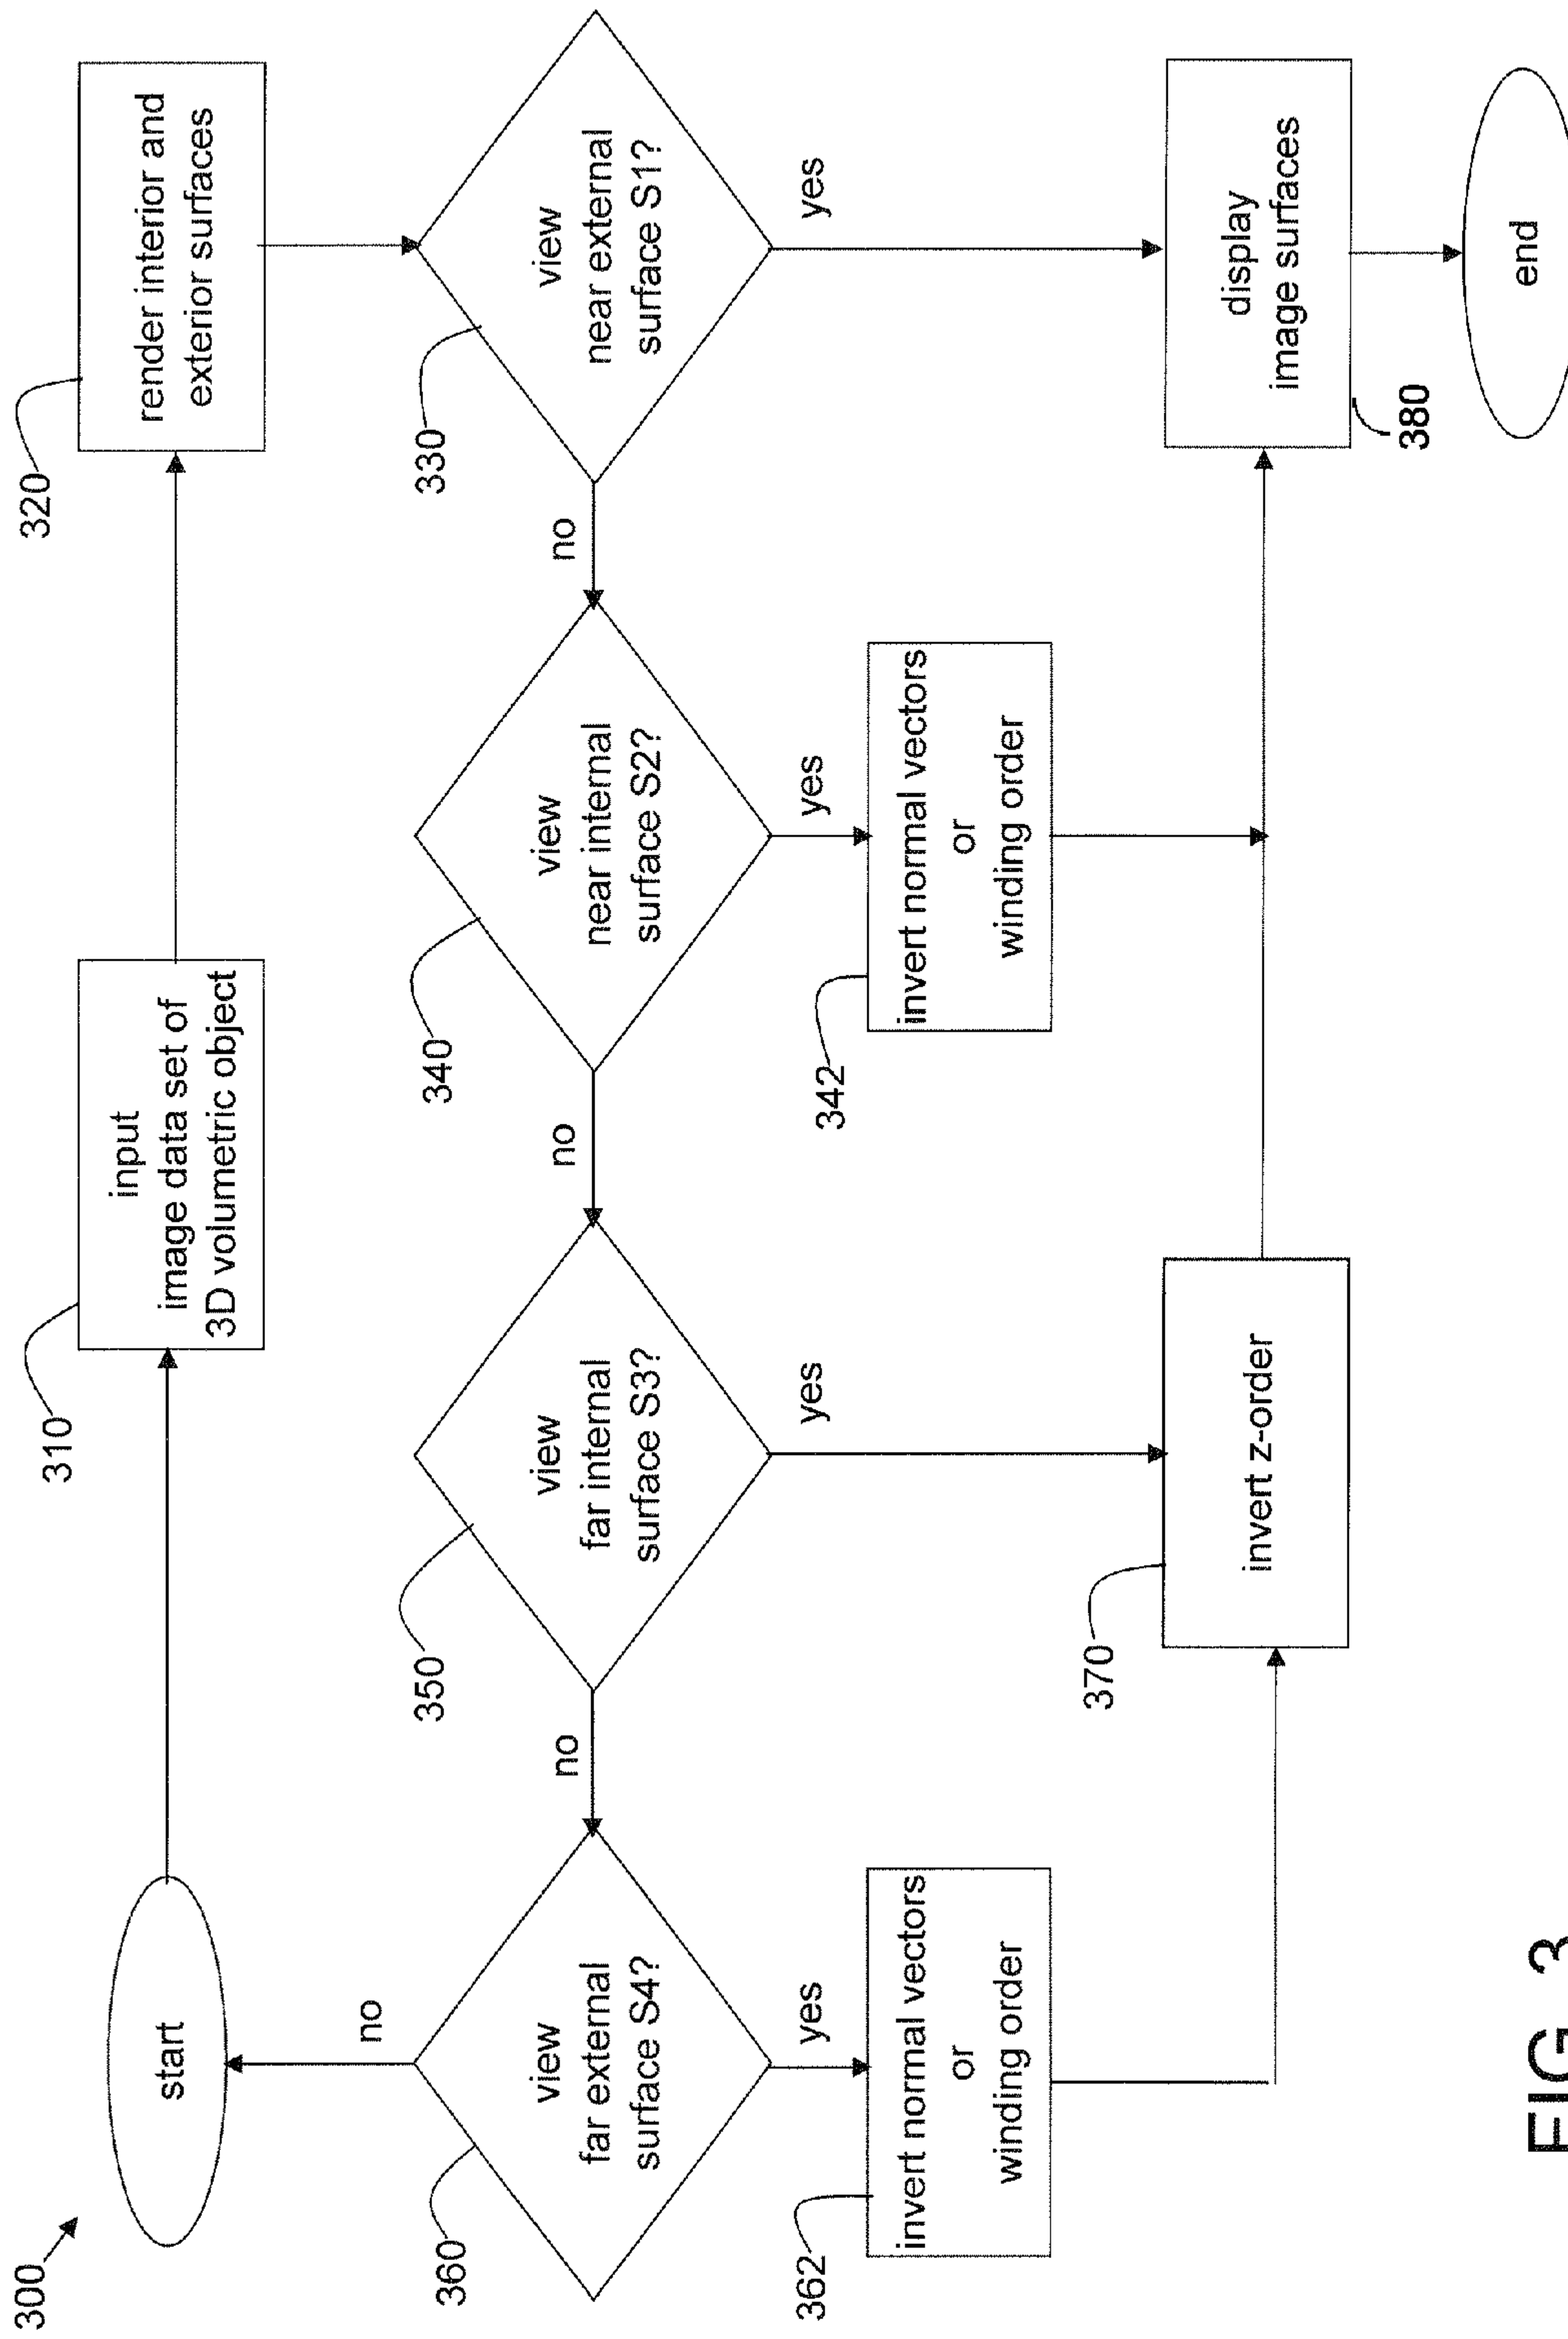 300
start
310
input
image data set of
3D volumetric object
320
render interior and
exterior surfaces
no
360
view
far external
surface S4?
no
350
view
far internal
surface S3?
no
340
view
near internal
surface S2?
no
330
view
near external
surface S1?
yes
yes
yes
yes
362
invert normal vectors
or
winding order
342
invert normal vectors
or
winding order
370
invert z-order
display
image surfaces
380
end
FIG. 3